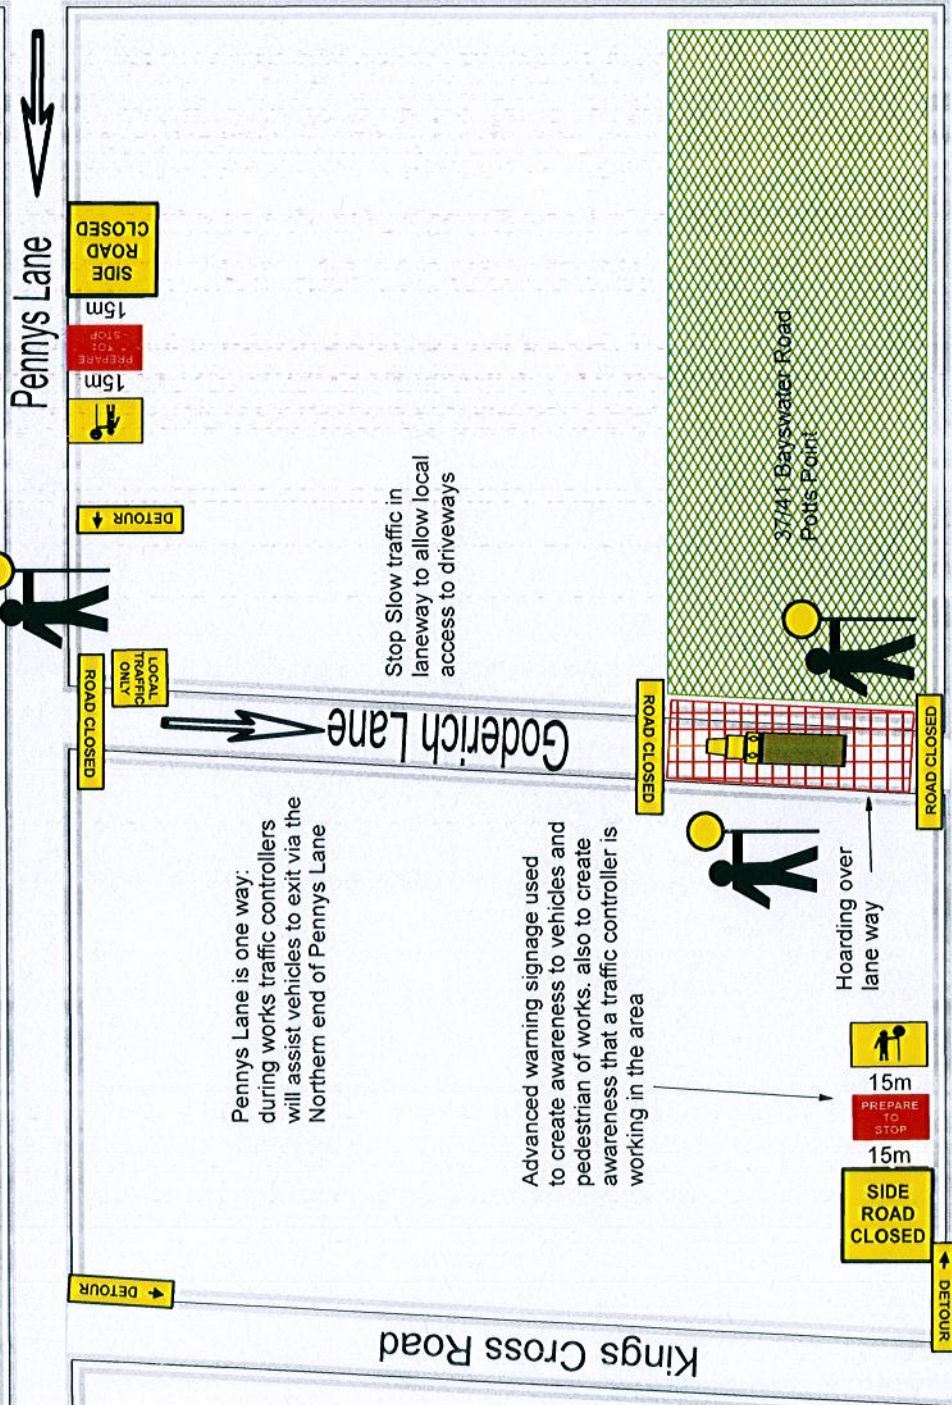 Pennys Lane
SIDE
ROAD
CLOSED
15m
PREPARE
TO:
STOP
15m
DETOUR
ROAD CLOSED
LOCAL
TRAFFIC
ONLY
Stop Slow traffic in
laneway to allow local
access to driveways
Goderich Lane
37/41 Bayswater Road
Potts Point
ROAD CLOSED
ROAD CLOSED
Pennys Lane is one way:
during works traffic controllers
will assist vehicles to exit via the
Northern end of Pennys Lane
Advanced warning signage used
to create awareness to vehicles and
pedestrian of works. also to create
awareness that a traffic controller is
working in the area
Hoarding over
lane way
15m
PREPARE
TO
STOP
15m
SIDE
ROAD
CLOSED
DETOUR
DETOUR
Kings Cross Road